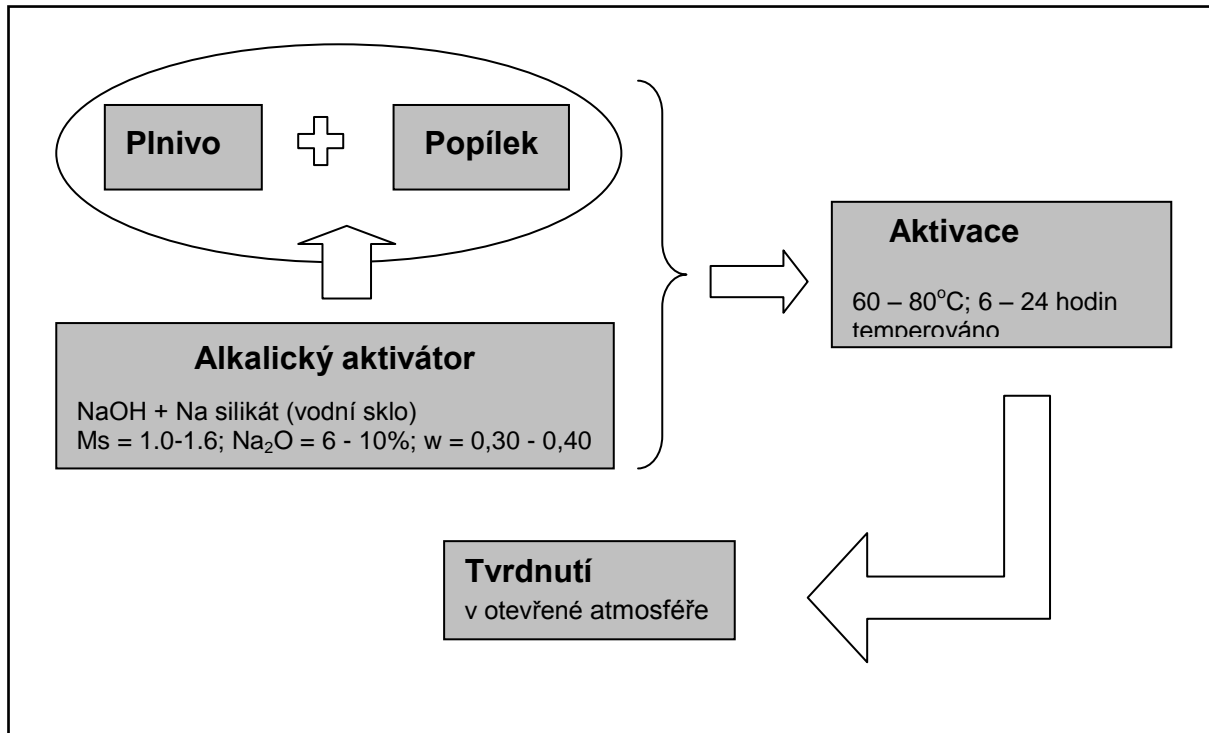 Plnivo
Popílek
Alkalický aktivátor
NaOH + Na silikát (vodní sklo)
Ms = 1.0-1.6; Na₂O = 6 - 10%; w = 0,30 - 0,40
Aktivace
60 – 80°C; 6 – 24 hodin
temperováno
Tvrdnutí
v otevřené atmosféře